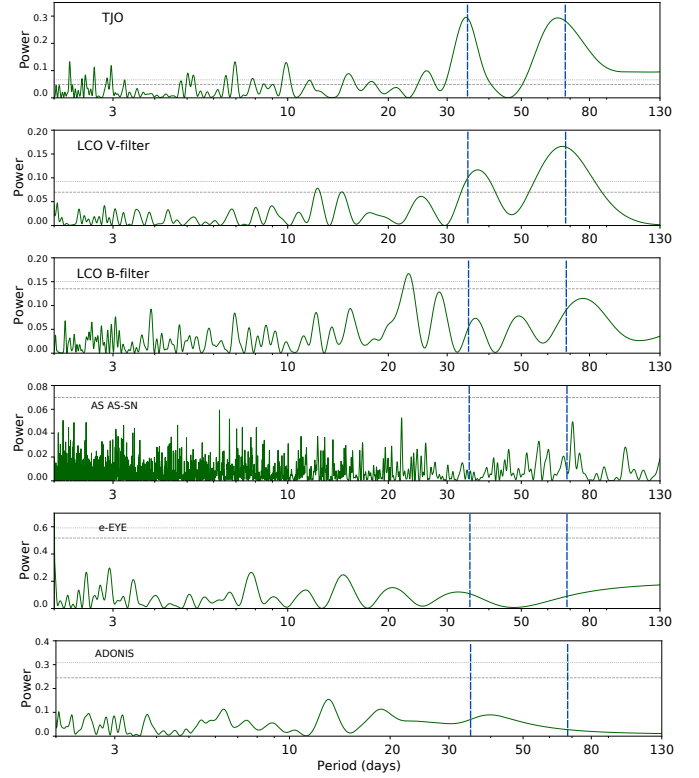 TJO
Power
0.3
0.2
0.1
0.0
3 10 20 30 50 80 130
LCO V-filter
Power
0.20
0.15
0.10
0.05
0.00
3 10 20 30 50 80 130
LCO B-filter
Power
0.20
0.15
0.10
0.05
0.00
3 10 20 30 50 80 130
AS AS-SN
Power
0.08
0.06
0.04
0.02
0.00
3 10 20 30 50 80 130
e-EYE
Power
0.6
0.4
0.2
0.0
3 10 20 30 50 80 130
ADONIS
Power
0.4
0.3
0.2
0.1
0.0
3 10 20 30 50 80 130
Period (days)